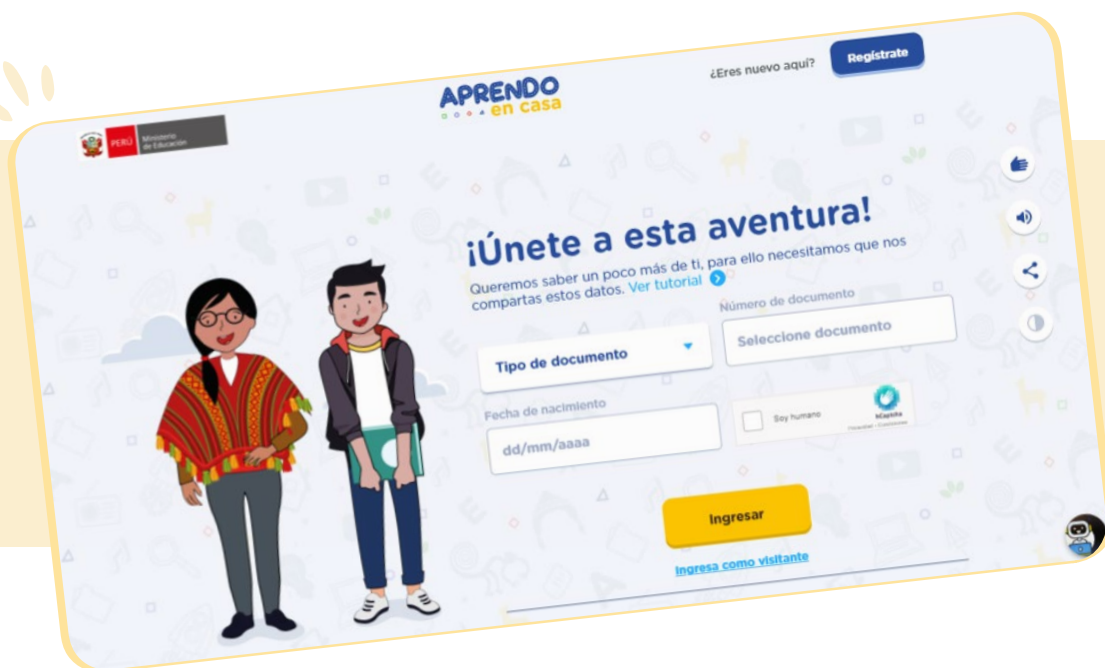 ¿Eres nuevo aquí?
Regístrate
APRENDO
en casa
PERÚ
Ministerio
de Educación
¡Únete a esta aventura!
Queremos saber un poco más de ti, para ello necesitamos que nos
compartas estos datos. Ver tutorial
Tipo de documento
Número de documento
Seleccione documento
Fecha de nacimiento
dd/mm/aaaa
Soy humano
hCaptcha
Ingresar
Ingresa como visitante